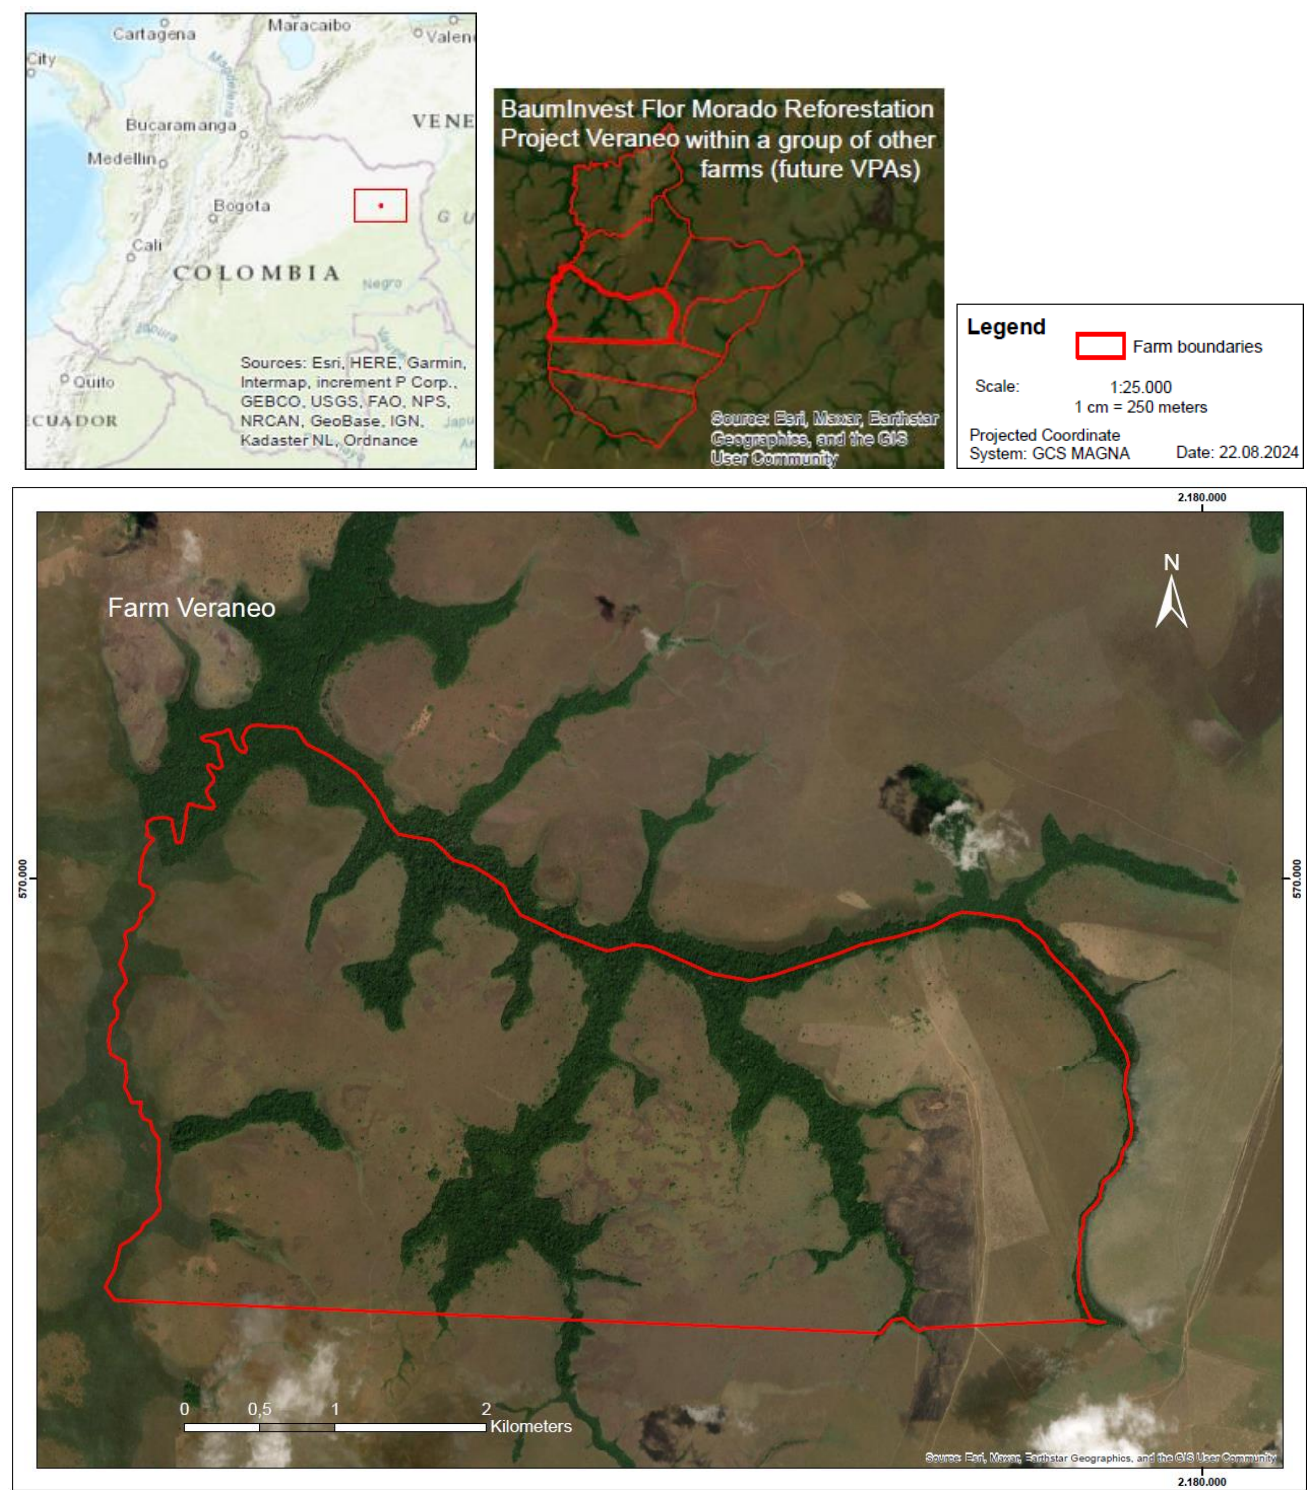 Cartagena
Maracaibo
Valen
City
Magdalena
Bucaramanga
VENE
Medellin
Bogota
G U
Cali
COLOMBIA
Negro
Japura
Vaupes
Quito
ECUADOR
Japu
Sources: Esri, HERE, Garmin,
Intermap, increment P Corp.,
GEBCO, USGS, FAO, NPS,
NRCAN, GeoBase, IGN,
Kadaster NL, Ordnance
BaumInvest Flor Morado Reforestation
Project Veraneo within a group of other
farms (future VPAs)
Source: Esri, Maxar, Earthstar
Geographics, and the GIS
User Community
Legend
Farm boundaries
Scale: 1:25.000
1 cm = 250 meters
Projected Coordinate
System: GCS MAGNA Date: 22.08.2024
2.180.000
N
Farm Veraneo
570.000
570.000
0 0,5 1 2
Kilometers
Source: Esri, Maxar, Earthstar Geographics, and the GIS User Community
2.180.000